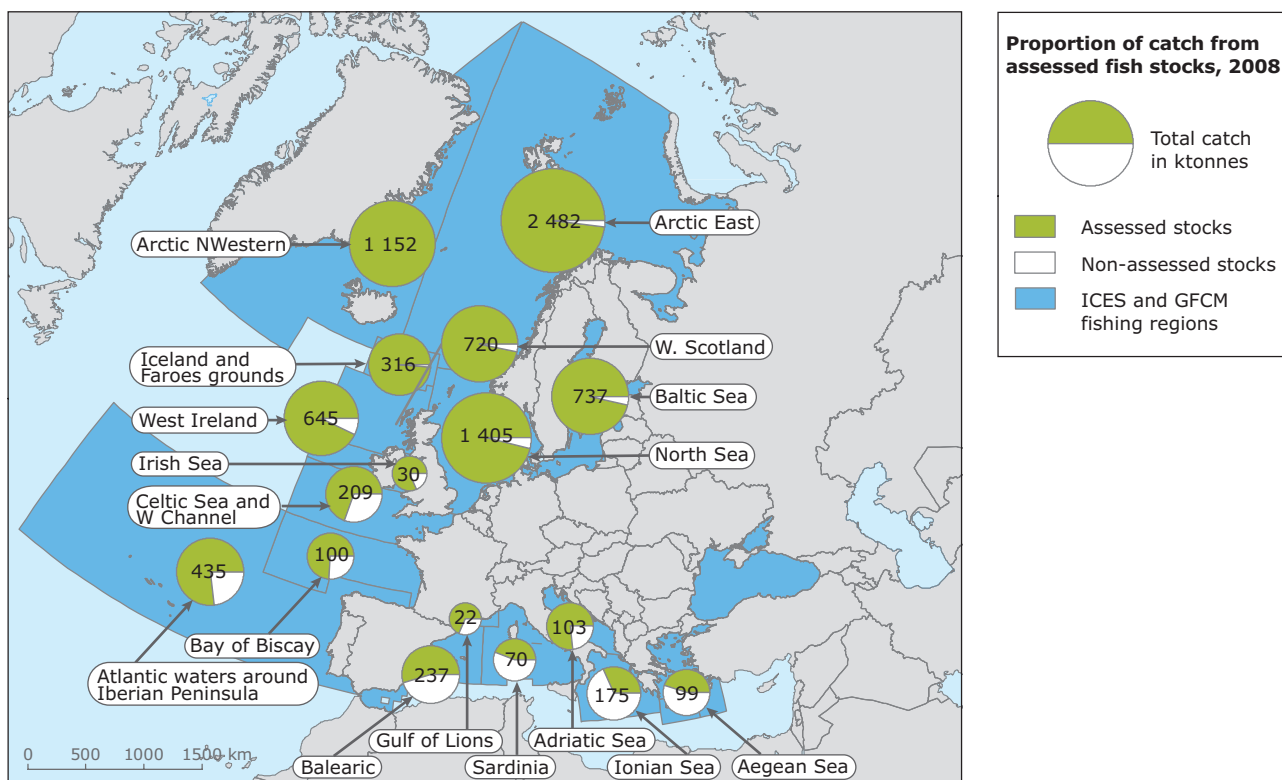 Proportion of catch from
assessed fish stocks, 2008
Total catch
in ktonnes
Assessed stocks
Non-assessed stocks
ICES and GFCM
fishing regions
2 482
Arctic East
Arctic NWestern
1 152
720
W. Scotland
Iceland and
Faroes grounds
316
737
Baltic Sea
West Ireland
645
1 405
North Sea
Irish Sea
30
Celtic Sea and
W Channel
209
100
435
Bay of Biscay
Atlantic waters around
Iberian Peninsula
22
103
237
70
175
99
Gulf of Lions
Adriatic Sea
Balearic
Sardinia
Ionian Sea
Aegean Sea
0 500 1000 1500 km